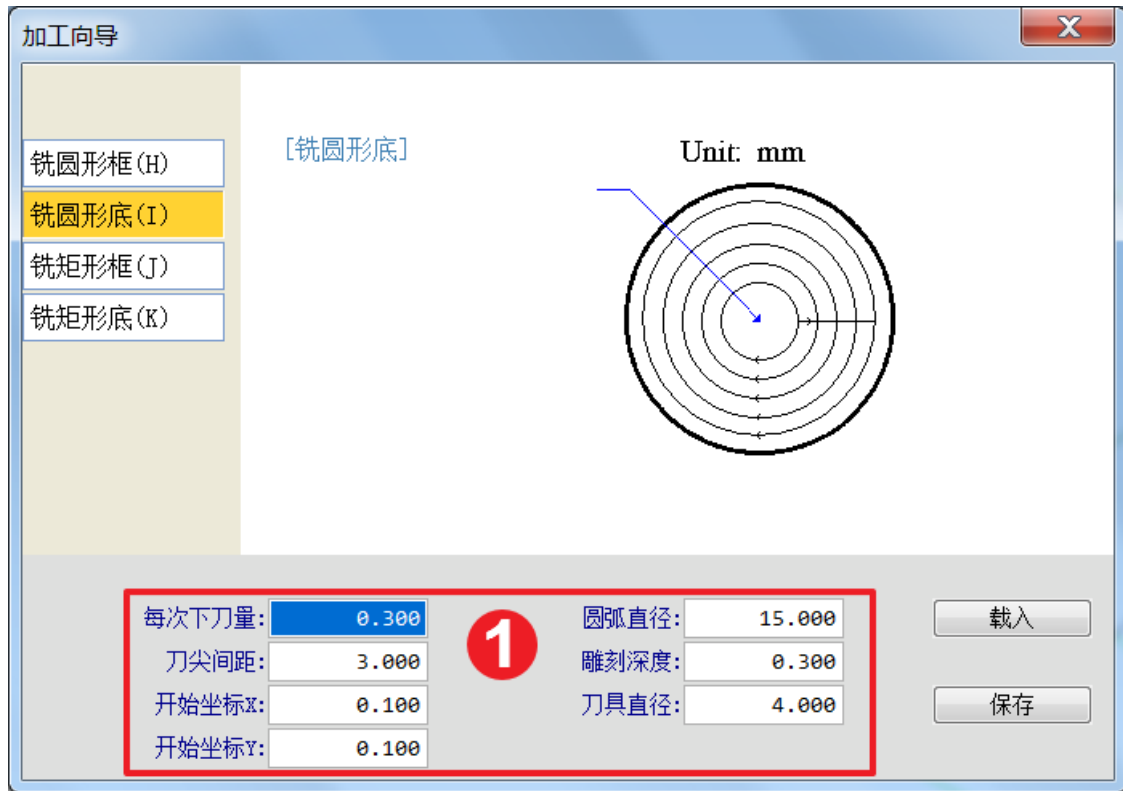 加工向导
X
铣圆形框(H)
铣圆形底(I)
铣矩形框(J)
铣矩形底(K)
[铣圆形底]
Unit: mm
每次下刀量: 0.300
刀尖间距: 3.000
开始坐标X: 0.100
开始坐标Y: 0.100
1
圆弧直径: 15.000
雕刻深度: 0.300
刀具直径: 4.000
载入
保存